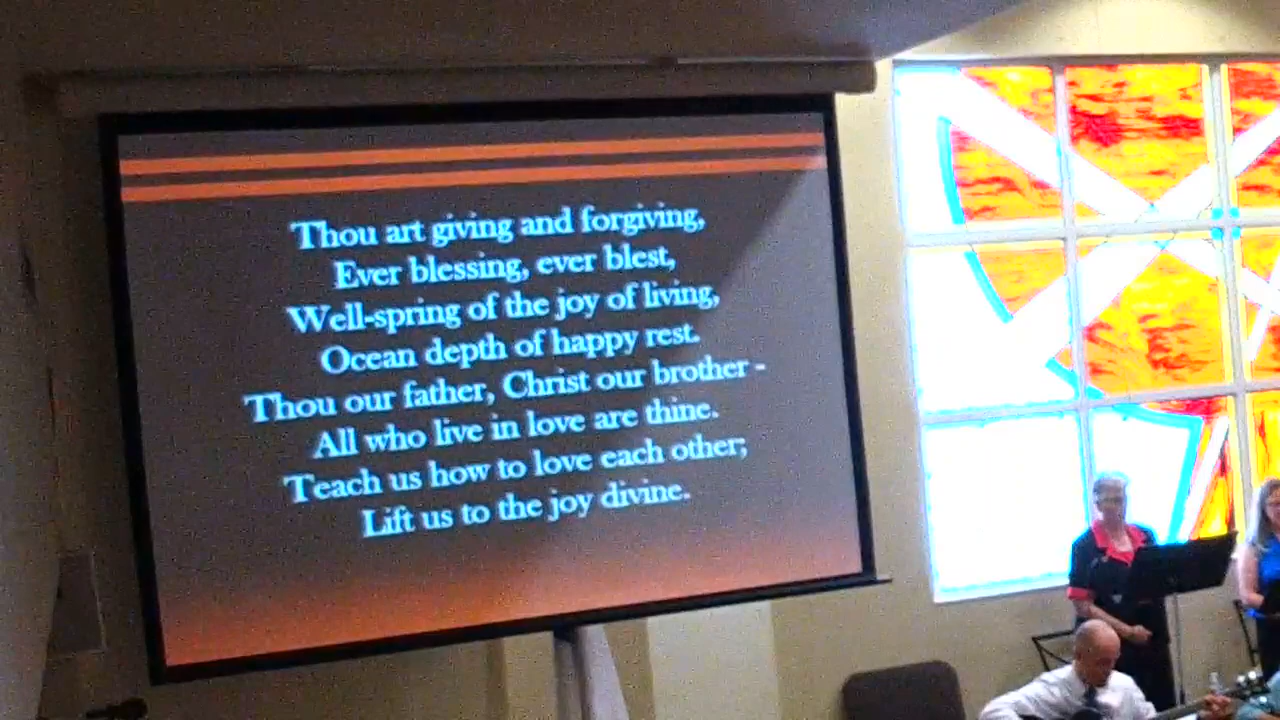 Thou art giving and forgiving,
Ever blessing, ever blest,
Well-spring of the joy of living,
Ocean depth of happy rest.
Thou our father, Christ our brother -
All who live in love are thine.
Teach us how to love each other;
Lift us to the joy divine.